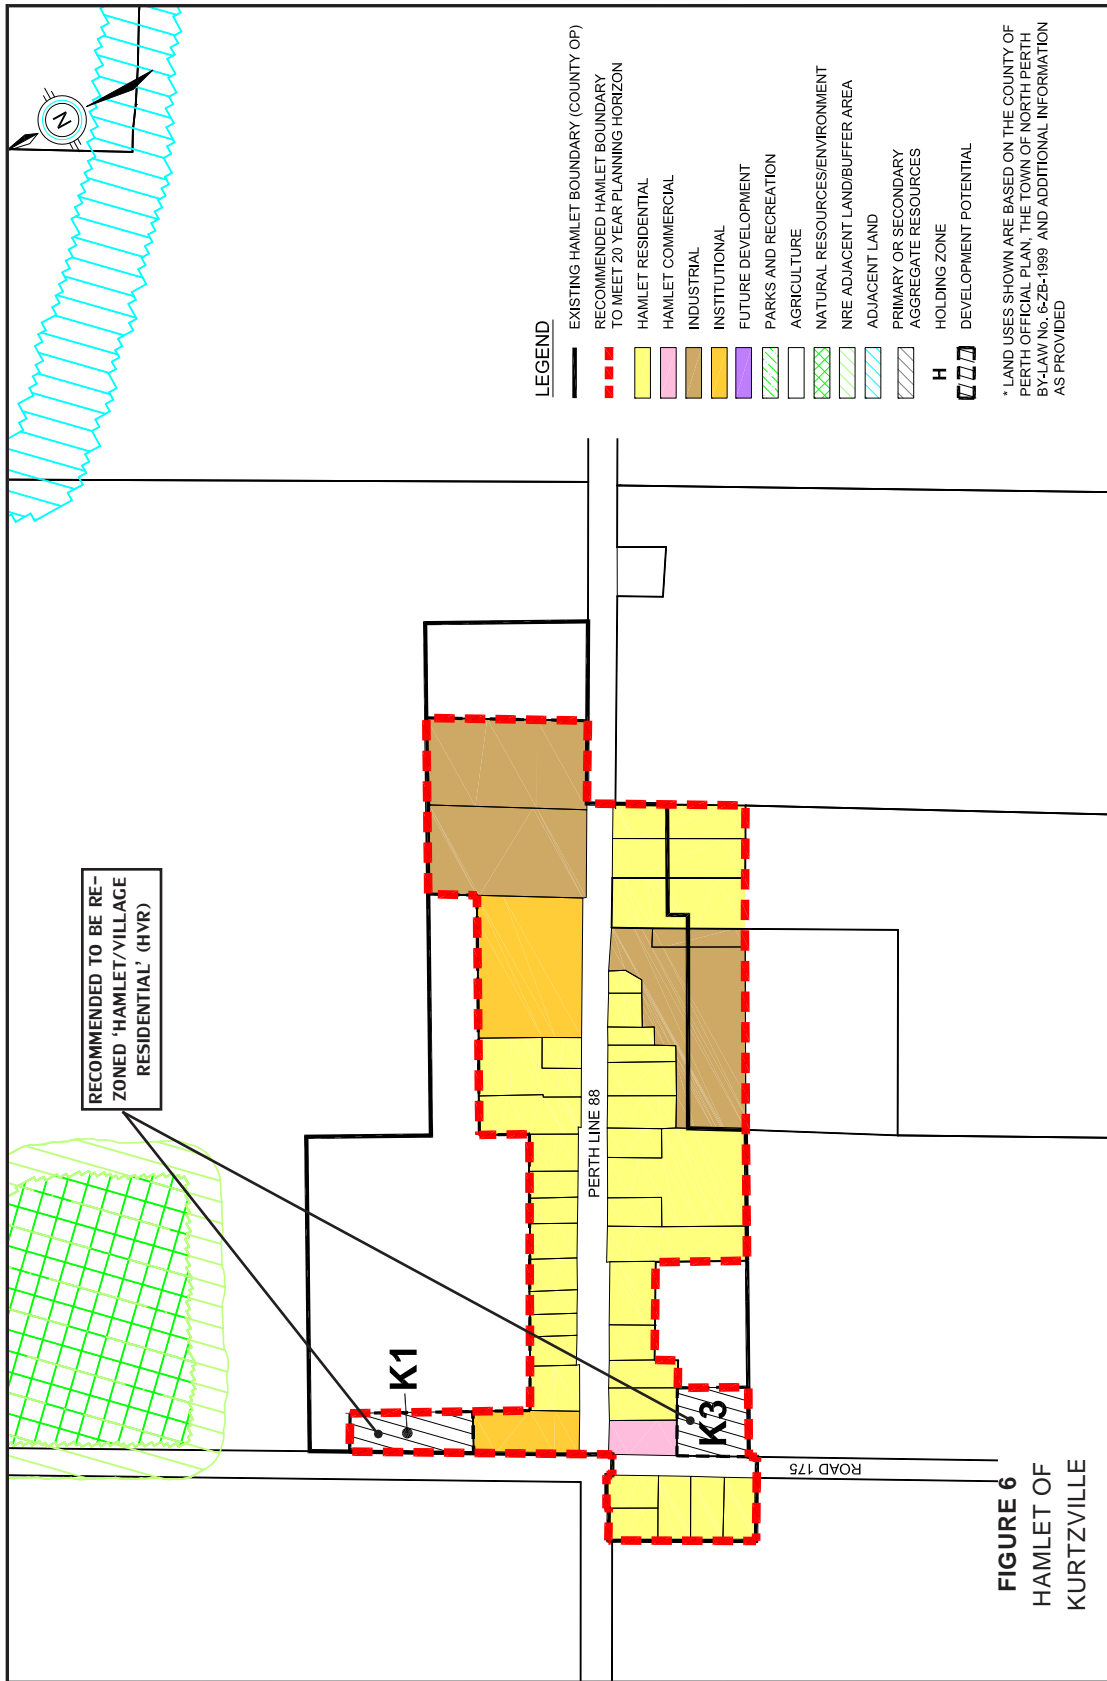 N
RECOMMENDED TO BE RE-
ZONED 'HAMLET/VILLAGE
RESIDENTIAL' (HVR)
K1
K3
PERTH LINE 88
ROAD 175
LEGEND
EXISTING HAMLET BOUNDARY (COUNTY OP)
RECOMMENDED HAMLET BOUNDARY
TO MEET 20 YEAR PLANNING HORIZON
HAMLET RESIDENTIAL
HAMLET COMMERCIAL
INDUSTRIAL
INSTITUTIONAL
FUTURE DEVELOPMENT
PARKS AND RECREATION
AGRICULTURE
NATURAL RESOURCES/ENVIRONMENT
NRE ADJACENT LAND/BUFFER AREA
ADJACENT LAND
PRIMARY OR SECONDARY
AGGREGATE RESOURCES
H HOLDING ZONE
DEVELOPMENT POTENTIAL
* LAND USES SHOWN ARE BASED ON THE COUNTY OF
PERTH OFFICIAL PLAN, THE TOWN OF NORTH PERTH
BY-LAW No. 6-ZB-1999 AND ADDITIONAL INFORMATION
AS PROVIDED
FIGURE 6
HAMLET OF
KURTZVILLE